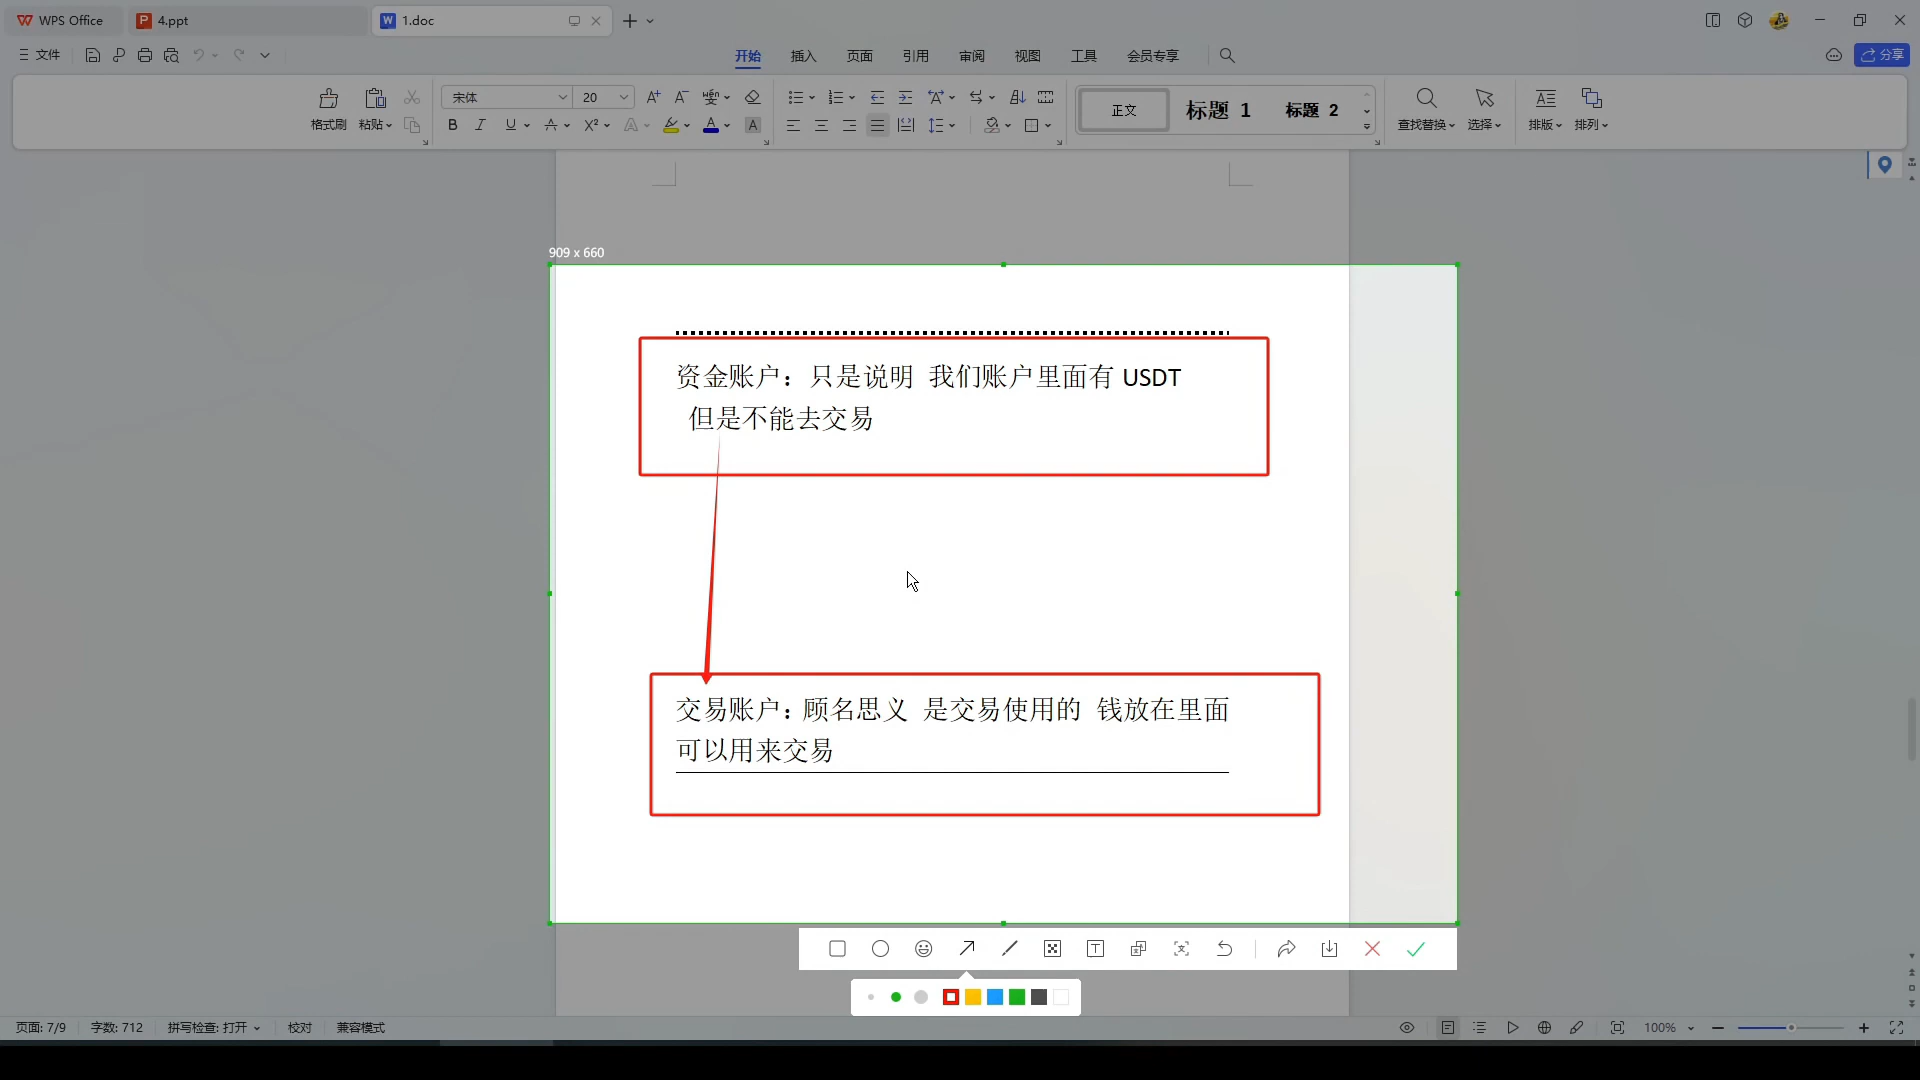 WPS Office
4.ppt
1.doc
文件
开始
插入
页面
引用
审阅
视图
工具
会员专享
分享
宋体
20
格式刷
粘贴
正文
标题 1
标题 2
查找替换
选择
排版
排列
909 x 660
资金账户：只是说明 我们账户里面有 USDT
但是不能去交易
交易账户：顾名思义 是交易使用的 钱放在里面
可以用来交易
页面: 7/9
字数: 712
拼写检查: 打开
校对
兼容模式
100%